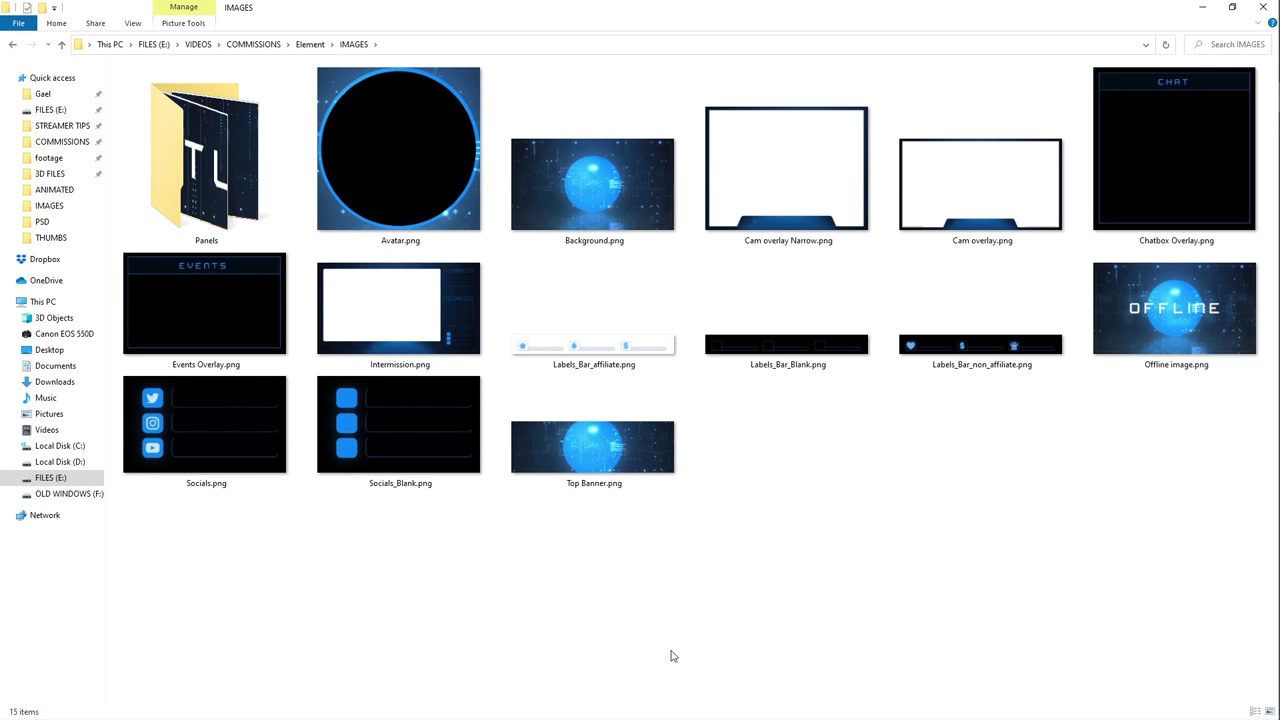 Manage
IMAGES
File
Home
Share
View
Picture Tools
This PC
FILES (E:)
VIDEOS
COMMISSIONS
Element
IMAGES
Search IMAGES
Quick access
Gael
FILES (E:)
STREAMER TIPS
COMMISSIONS
footage
3D FILES
ANIMATED
IMAGES
PSD
THUMBS
Dropbox
OneDrive
This PC
3D Objects
Canon EOS 550D
Desktop
Documents
Downloads
Music
Pictures
Videos
Local Disk (C:)
Local Disk (D:)
FILES (E:)
OLD WINDOWS (F:)
Network
TL
CHAT
Panels
Avatar.png
Background.png
Cam overlay Narrow.png
Cam overlay.png
Chatbox Overlay.png
EVENTS
OFFLINE
Events Overlay.png
Intermission.png
Labels_Bar_affiliate.png
Labels_Bar_Blank.png
Labels_Bar_non_affiliate.png
Offline image.png
Socials.png
Socials_Blank.png
Top Banner.png
15 items